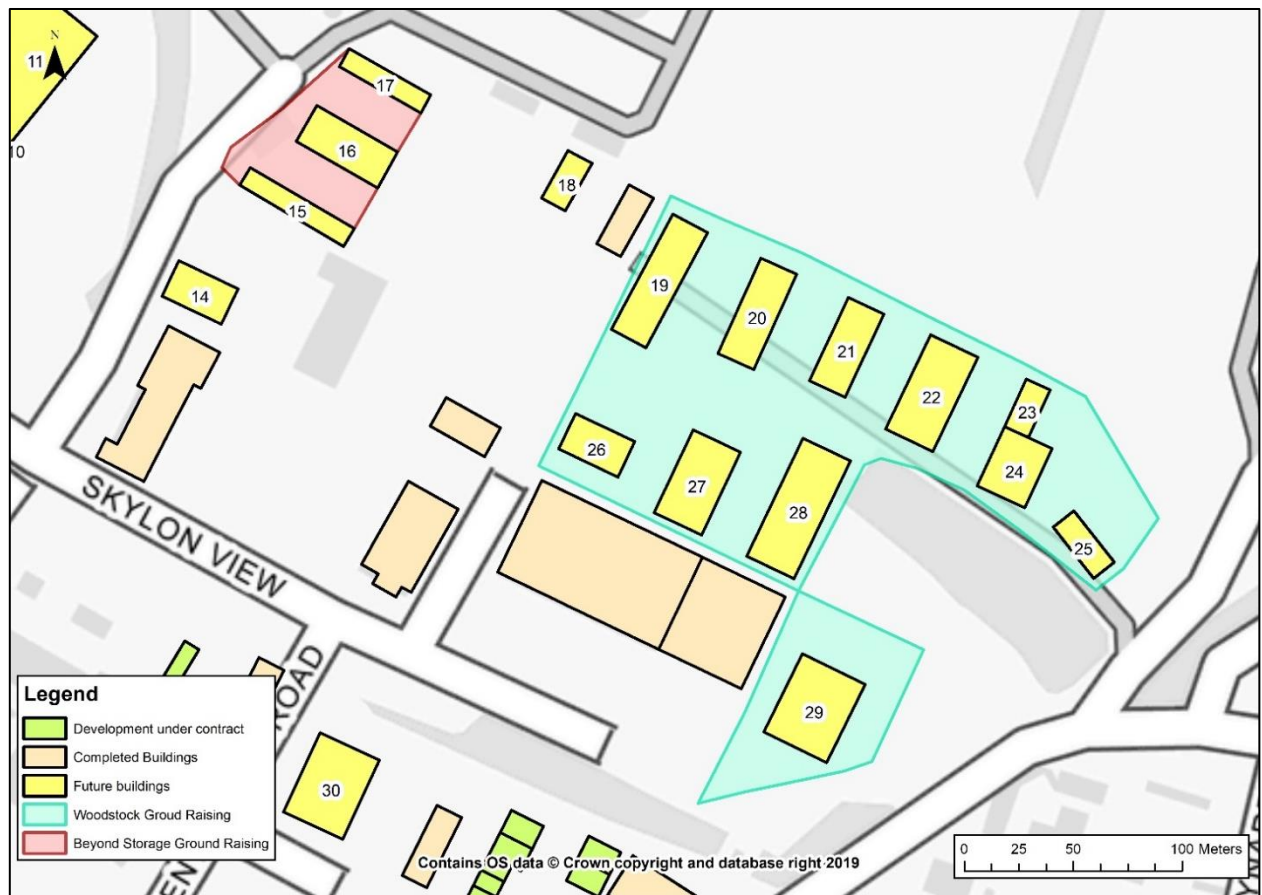 N
11
10
17
16
15
18
14
19
20
21
22
23
24
25
26
27
28
29
30
SKYLON VIEW
ROAD
EN
Legend
Development under contract
Completed Buildings
Future buildings
Woodstock Groud Raising
Beyond Storage Ground Raising
Contains OS data © Crown copyright and database right 2019
0 25 50 100 Meters